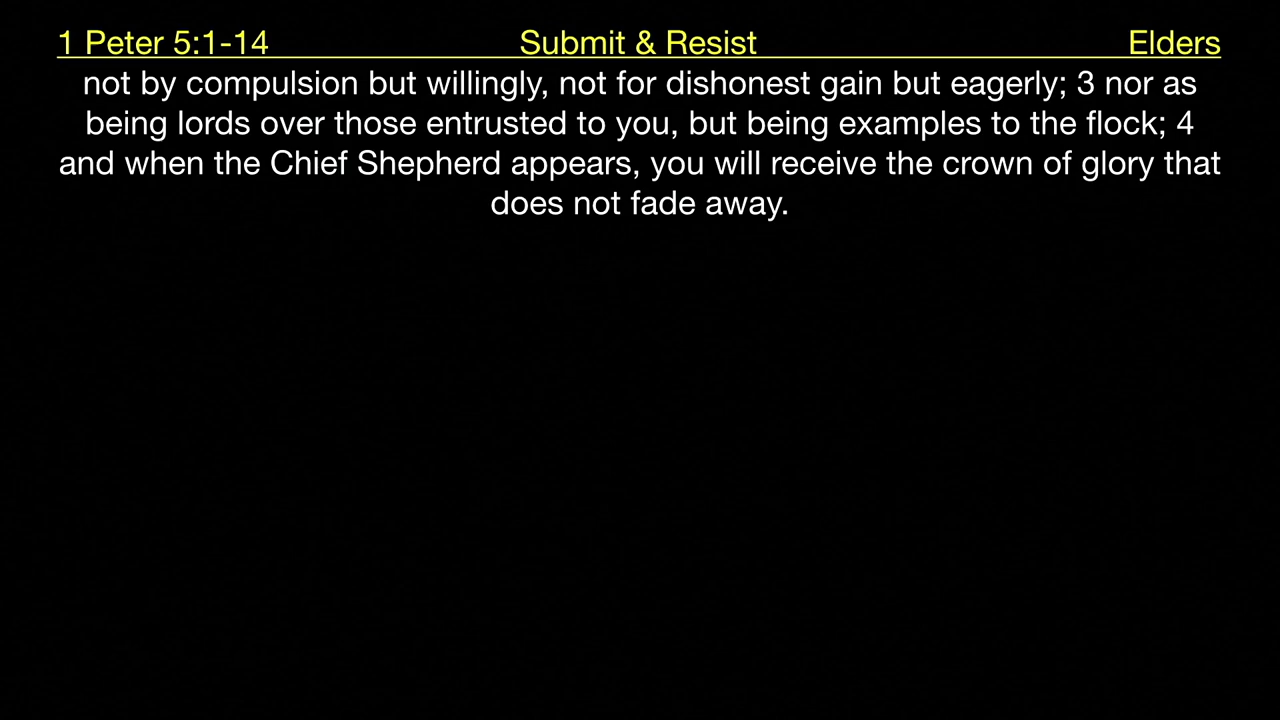 1 Peter 5:1-14 Submit & Resist Elders
not by compulsion but willingly, not for dishonest gain but eagerly; 3 nor as
being lords over those entrusted to you, but being examples to the flock; 4
and when the Chief Shepherd appears, you will receive the crown of glory that
does not fade away.